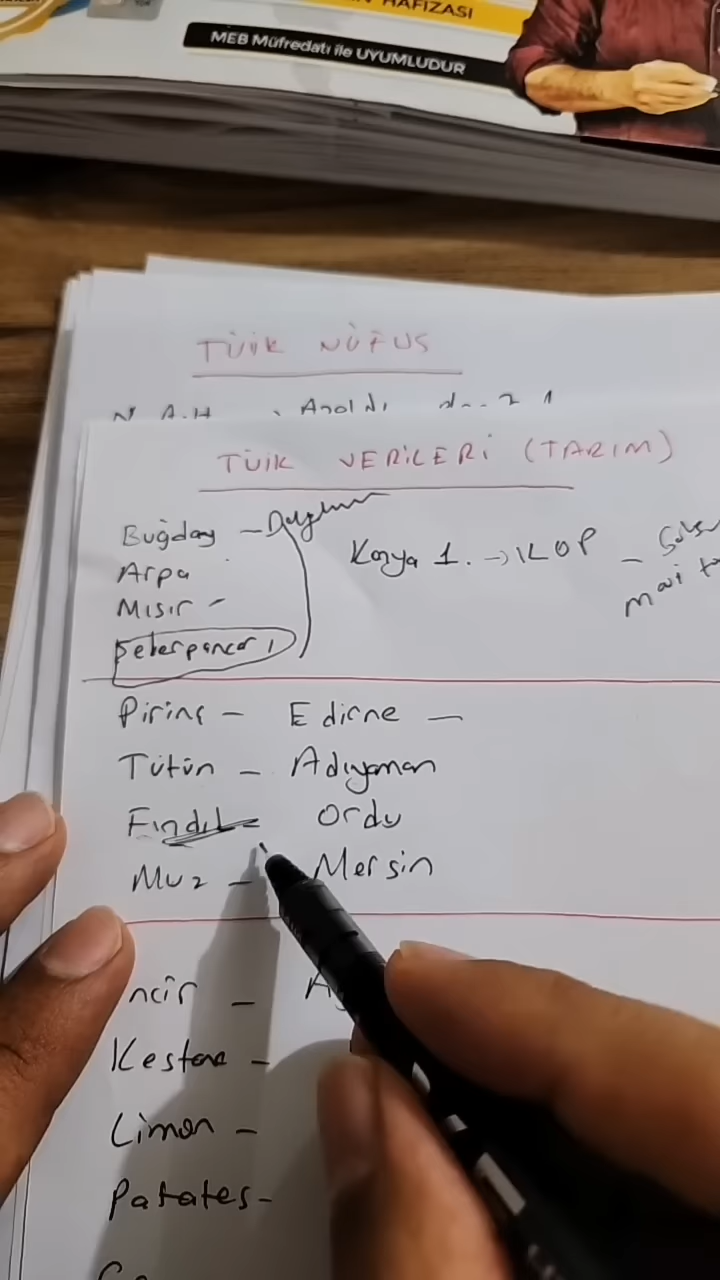 HAFIZASI
MEB Müfredatı ile UYUMLUDUR
TÜİK NÜFUS
TÜİK VERİLERİ (TARIM)
Buğday –
Konya 1. → KOP –
Arpa
Mısır –
Şekerpancarı
Pirinç – Edirne –
Tütün – Adıyaman
Fındık – Ordu
Muz – Mersin
ncir –
Kestane –
Limon –
Patates –